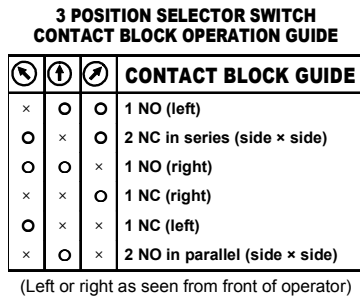 3 POSITION SELECTOR SWITCH
CONTACT BLOCK OPERATION GUIDE
CONTACT BLOCK GUIDE
× O O 1 NO (left)
O × O 2 NC in series (side × side)
O O × 1 NO (right)
× × O 1 NC (right)
O × × 1 NC (left)
× O × 2 NO in parallel (side × side)
(Left or right as seen from front of operator)